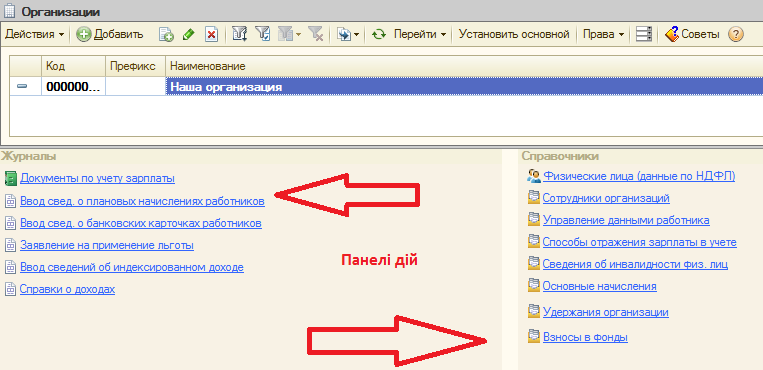 Организации
Действия Добавить Перейти Установить основной Права Советы
Код Префикс Наименование
000000... Наша организация
Журналы
Документы по учету зарплаты
Ввод свед. о плановых начислениях работников
Ввод свед. о банковских карточках работников
Заявление на применение льготы
Ввод сведений об индексированном доходе
Справки о доходах
Панелі дій
Справочники
Физические лица (данные по НДФЛ)
Сотрудники организаций
Управление данными работника
Способы отражения зарплаты в учете
Сведения об инвалидности физ. лиц
Основные начисления
Удержания организации
Взносы в фонды